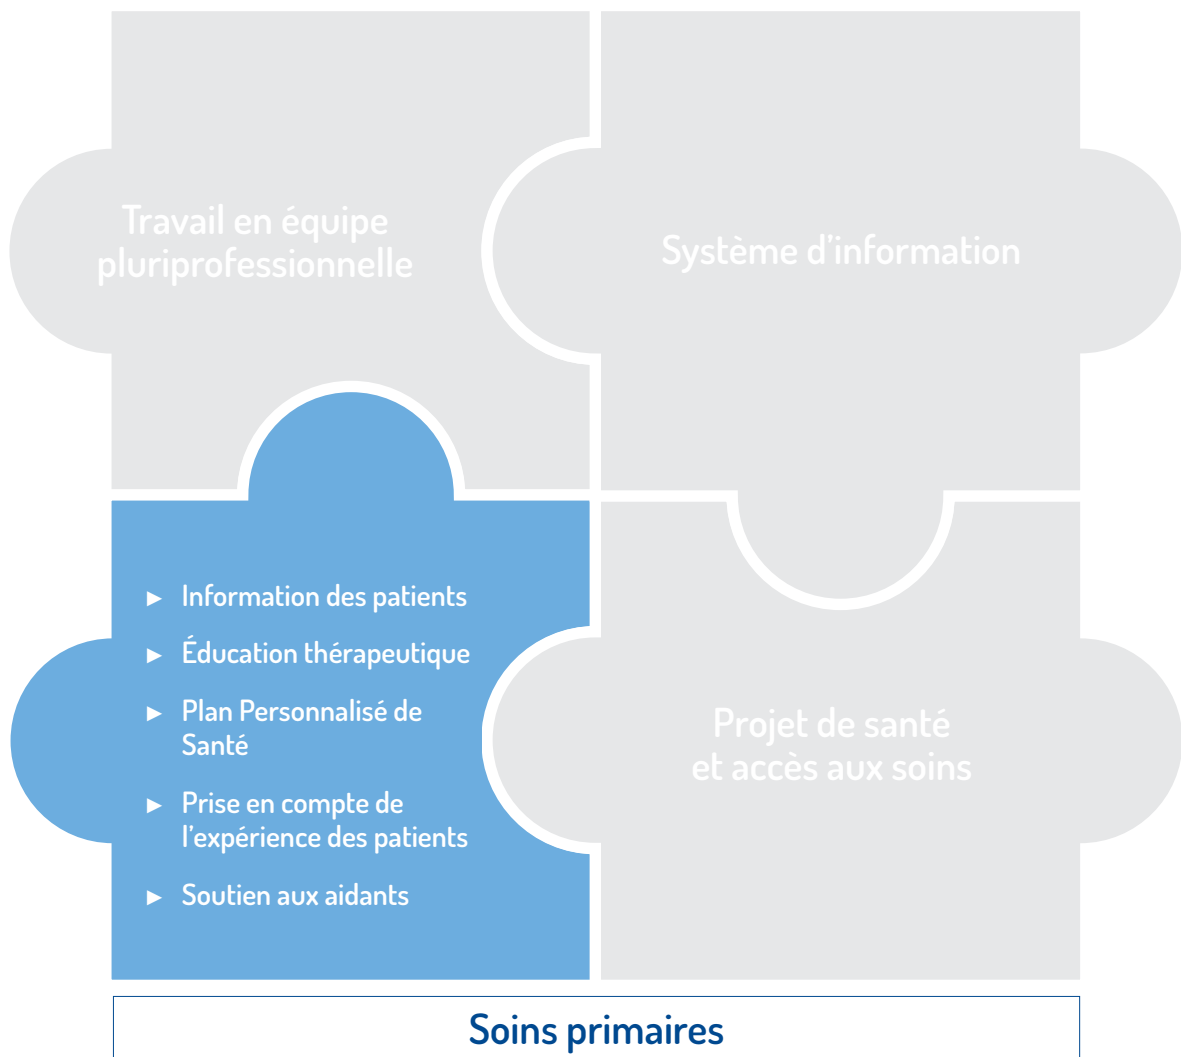 Travail en équipe
pluriprofessionnelle
Système d'information
► Information des patients
► Éducation thérapeutique
► Plan Personnalisé de
Santé
► Prise en compte de
l'expérience des patients
► Soutien aux aidants
Projet de santé
et accès aux soins
Soins primaires